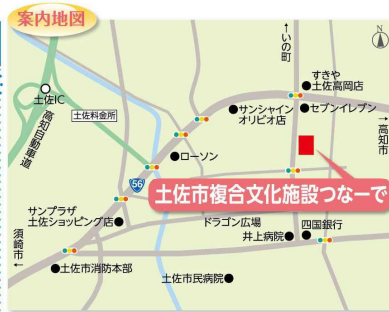 案内地図
↑いの町
N
すきや
土佐高岡店
土佐IC
高知自動車道
土佐料金所
サンシャイン
オリビオ店
セブンイレブン
→高知市
ローソン
56
土佐市複合文化施設つなーで
サンプラザ
土佐ショッピング店
ドラゴン広場
四国銀行
井上病院
須崎市←
土佐市消防本部
土佐市民病院